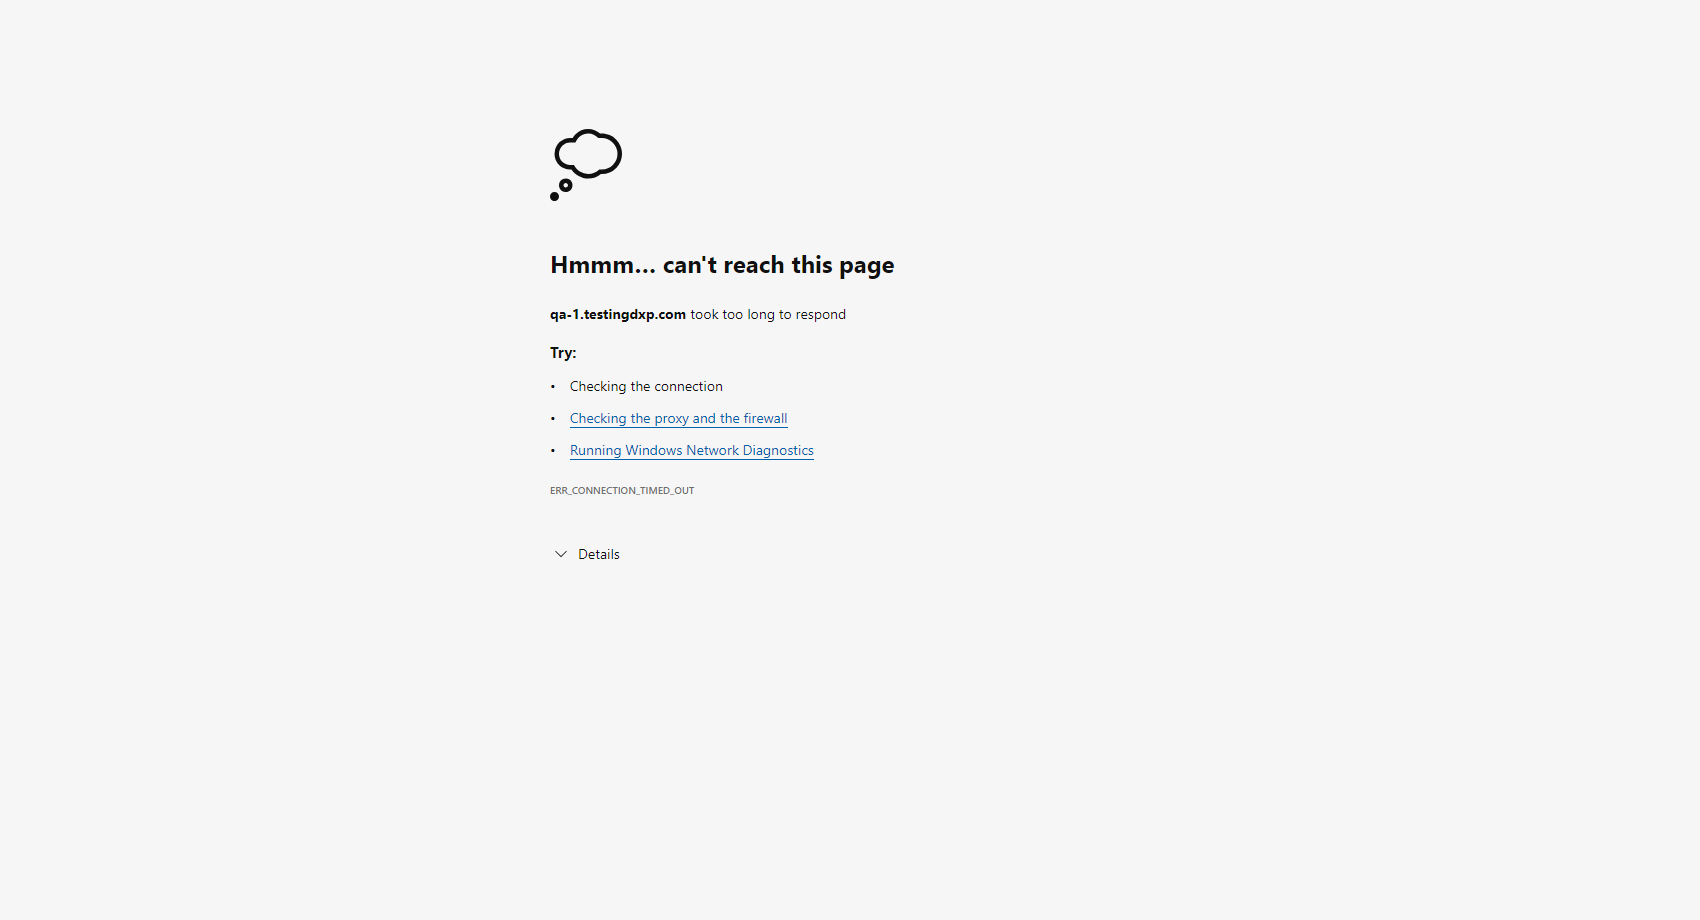 Hmmm… can't reach this page
qa-1.testingdxp.com took too long to respond
Try:
• Checking the connection
• Checking the proxy and the firewall
• Running Windows Network Diagnostics
ERR_CONNECTION_TIMED_OUT
Details